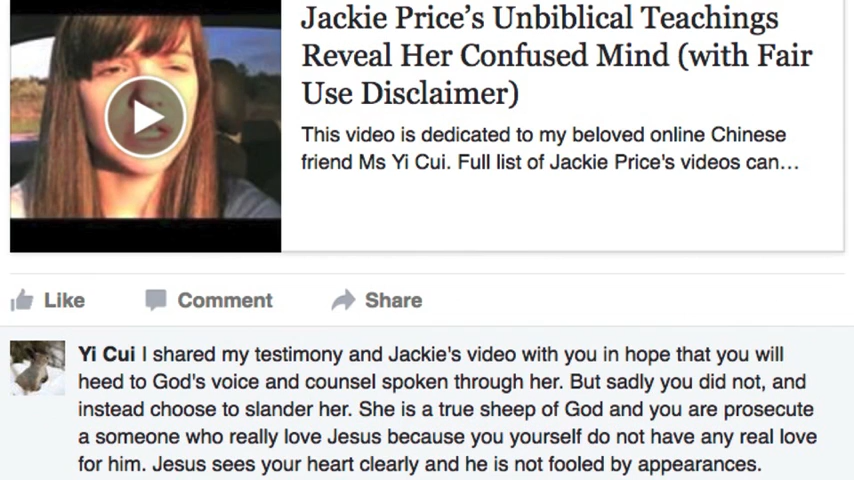 Jackie Price's Unbiblical Teachings
Reveal Her Confused Mind (with Fair
Use Disclaimer)
This video is dedicated to my beloved online Chinese
friend Ms Yi Cui. Full list of Jackie Price's videos can...
Like Comment Share
Yi Cui I shared my testimony and Jackie's video with you in hope that you will
heed to God's voice and counsel spoken through her. But sadly you did not, and
instead choose to slander her. She is a true sheep of God and you are prosecute
a someone who really love Jesus because you yourself do not have any real love
for him. Jesus sees your heart clearly and he is not fooled by appearances.